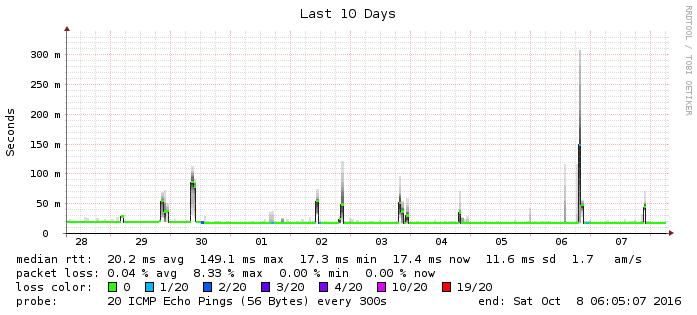 Last 10 Days
RRDTOOL / TOBI OETIKER
Seconds
300 m
250 m
200 m
150 m
100 m
50 m
0
28 29 30 01 02 03 04 05 06 07
median rtt: 20.2 ms avg 149.1 ms max 17.3 ms min 17.4 ms now 11.6 ms sd 1.7 am/s
packet loss: 0.04 % avg 8.33 % max 0.00 % min 0.00 % now
loss color: 0 1/20 2/20 3/20 4/20 10/20 19/20
probe: 20 ICMP Echo Pings (56 Bytes) every 300s end: Sat Oct 8 06:05:07 2016